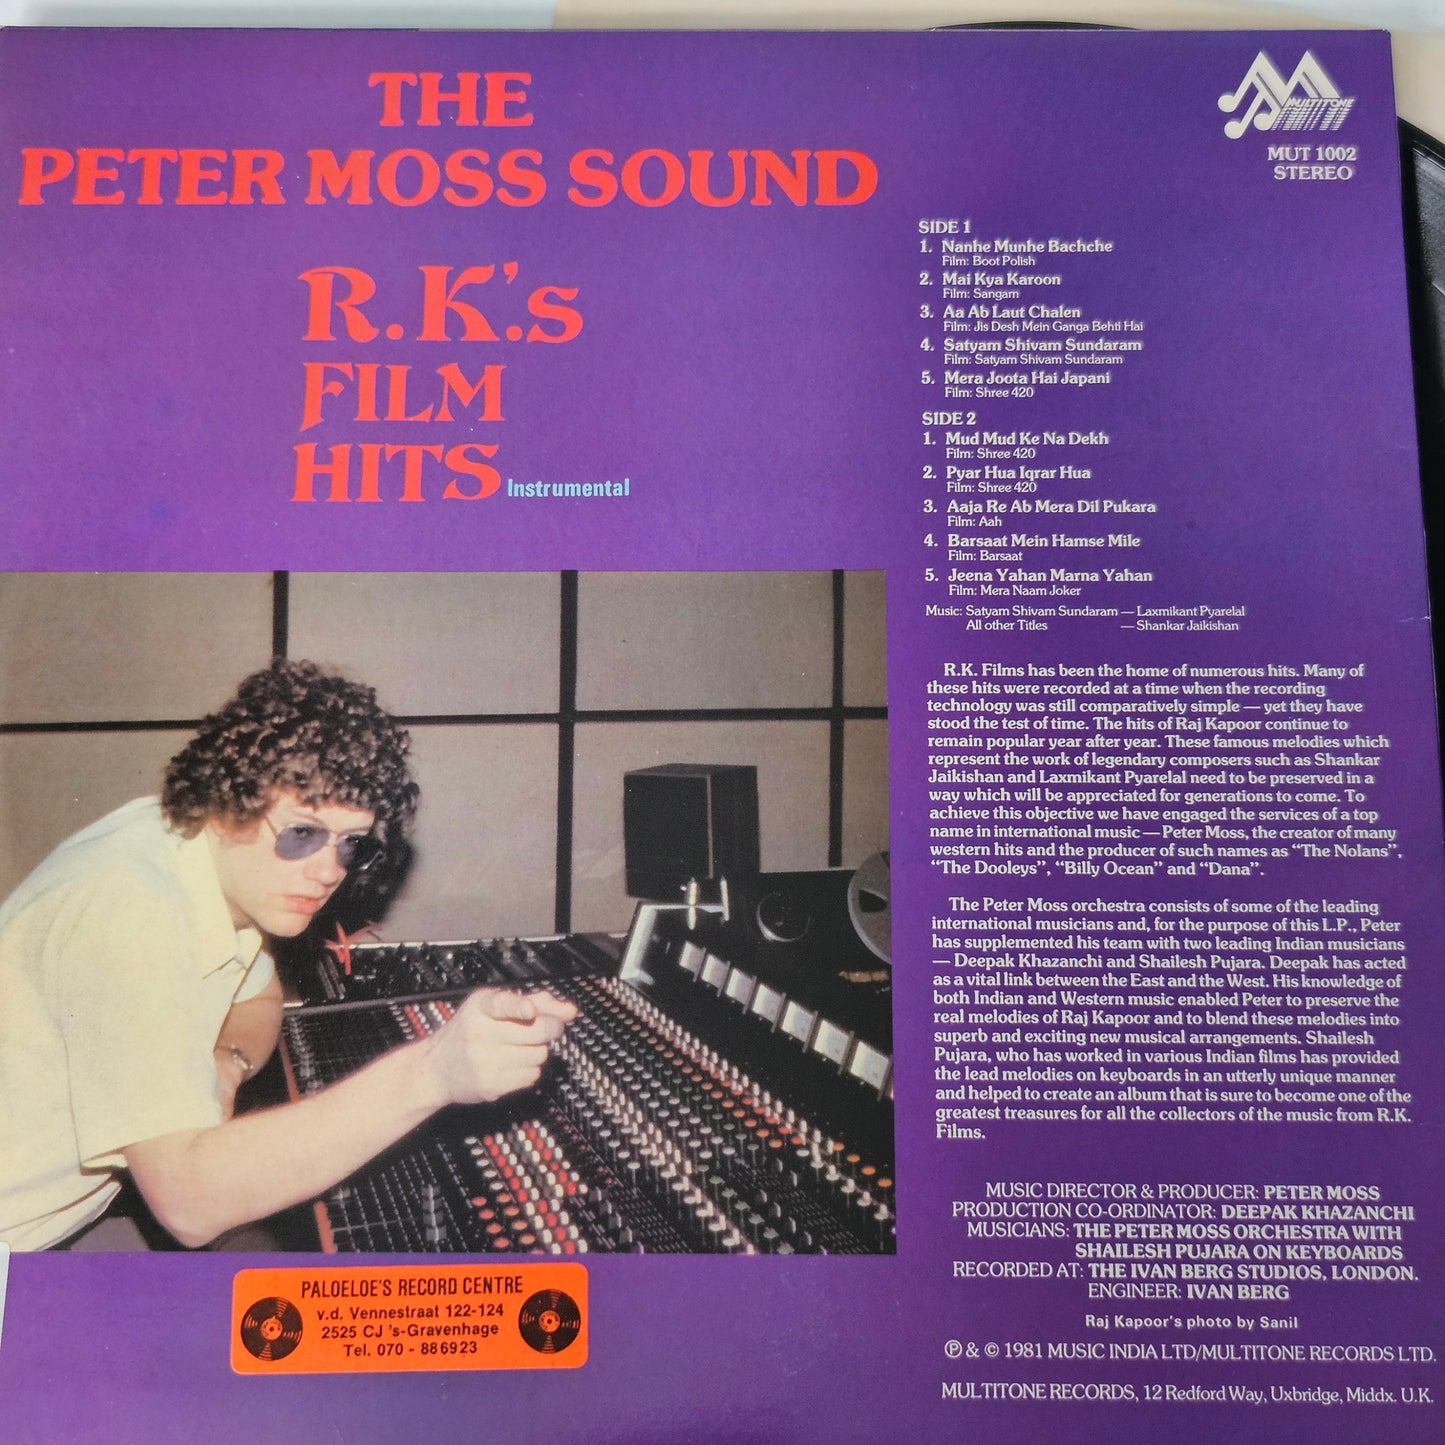 THE
PETER MOSS SOUND
R.K.'s
FILM
HITS Instrumental
MULTITONE
MUT 1002
STEREO
SIDE 1
1. Nanhe Munhe Bachche
Film: Boot Polish
2. Mai Kya Karoon
Film: Sangam
3. Aa Ab Laut Chalen
Film: Jis Desh Mein Ganga Behti Hai
4. Satyam Shivam Sundaram
Film: Satyam Shivam Sundaram
5. Mera Joota Hai Japani
Film: Shree 420
SIDE 2
1. Mud Mud Ke Na Dekh
Film: Shree 420
2. Pyar Hua Iqrar Hua
Film: Shree 420
3. Aaja Re Ab Mera Dil Pukara
Film: Aah
4. Barsaat Mein Hamse Mile
Film: Barsaat
5. Jeena Yahan Marna Yahan
Film: Mera Naam Joker
Music: Satyam Shivam Sundaram — Laxmikant Pyarelal
All other Titles — Shankar Jaikishan
R.K. Films has been the home of numerous hits. Many of
these hits were recorded at a time when the recording
technology was still comparatively simple — yet they have
stood the test of time. The hits of Raj Kapoor continue to
remain popular year after year. These famous melodies which
represent the work of legendary composers such as Shankar
Jaikishan and Laxmikant Pyarelal need to be preserved in a
way which will be appreciated for generations to come. To
achieve this objective we have engaged the services of a top
name in international music — Peter Moss, the creator of many
western hits and the producer of such names as “The Nolans”,
“The Dooleys”, “Billy Ocean” and “Dana”.
The Peter Moss orchestra consists of some of the leading
international musicians and, for the purpose of this L.P., Peter
has supplemented his team with two leading Indian musicians
— Deepak Khazanchi and Shailesh Pujara. Deepak has acted
as a vital link between the East and the West. His knowledge of
both Indian and Western music enabled Peter to preserve the
real melodies of Raj Kapoor and to blend these melodies into
superb and exciting new musical arrangements. Shailesh
Pujara, who has worked in various Indian films has provided
the lead melodies on keyboards in an utterly unique manner
and helped to create an album that is sure to become one of the
greatest treasures for all the collectors of the music from R.K.
Films.
MUSIC DIRECTOR & PRODUCER: PETER MOSS
PRODUCTION CO-ORDINATOR: DEEPAK KHAZANCHI
MUSICIANS: THE PETER MOSS ORCHESTRA WITH
SHAILESH PUJARA ON KEYBOARDS
RECORDED AT: THE IVAN BERG STUDIOS, LONDON.
ENGINEER: IVAN BERG
Raj Kapoor's photo by Sanil
℗ & © 1981 MUSIC INDIA LTD/MULTITONE RECORDS LTD.
MULTITONE RECORDS, 12 Redford Way, Uxbridge, Middx. U.K.
PALOELOE'S RECORD CENTRE
v.d. Vennestraat 122-124
2525 CJ 's-Gravenhage
Tel. 070 - 886923